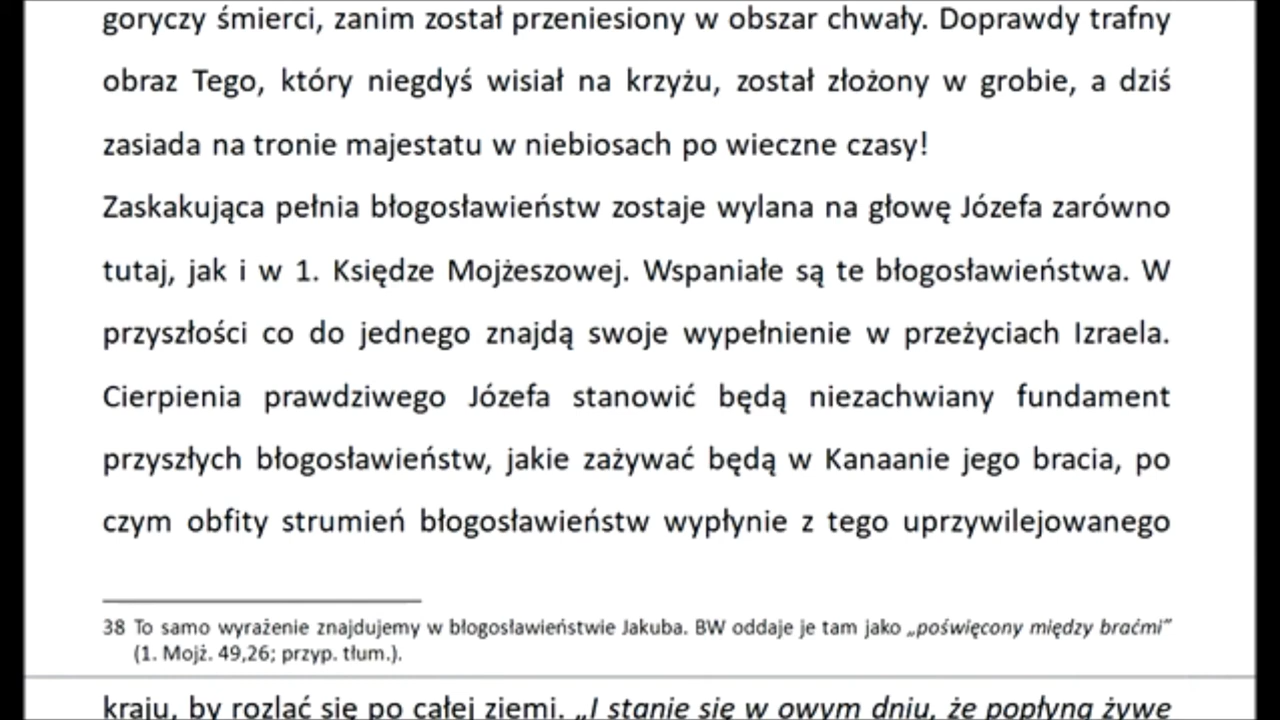 goryczy śmierci, zanim został przeniesiony w obszar chwały. Doprawdy trafny
obraz Tego, który niegdyś wisiał na krzyżu, został złożony w grobie, a dziś
zasiada na tronie majestatu w niebiosach po wieczne czasy!
Zaskakująca pełnia błogosławieństw zostaje wylana na głowę Józefa zarówno
tutaj, jak i w 1. Księdze Mojżeszowej. Wspaniałe są te błogosławieństwa. W
przyszłości co do jednego znajdą swoje wypełnienie w przeżyciach Izraela.
Cierpienia prawdziwego Józefa stanowić będą niezachwiany fundament
przyszłych błogosławieństw, jakie zażywać będą w Kanaanie jego bracia, po
czym obfity strumień błogosławieństw wypłynie z tego uprzywilejowanego
38 To samo wyrażenie znajdujemy w błogosławieństwie Jakuba. BW oddaje je tam jako „poświęcony między braćmi”
(1. Mojż. 49,26; przyp. tłum.).
kraju, by rozlać się po całej ziemi. „I stanie się w owym dniu, że popłyną żywe